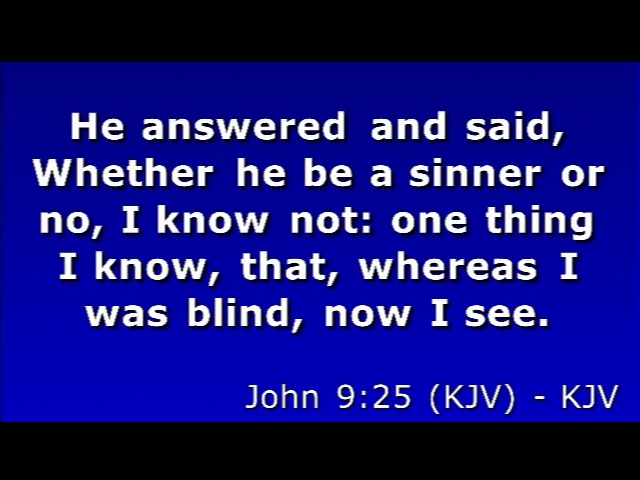 He answered and said,
Whether he be a sinner or
no, I know not: one thing
I know, that, whereas I
was blind, now I see.
John 9:25 (KJV) - KJV